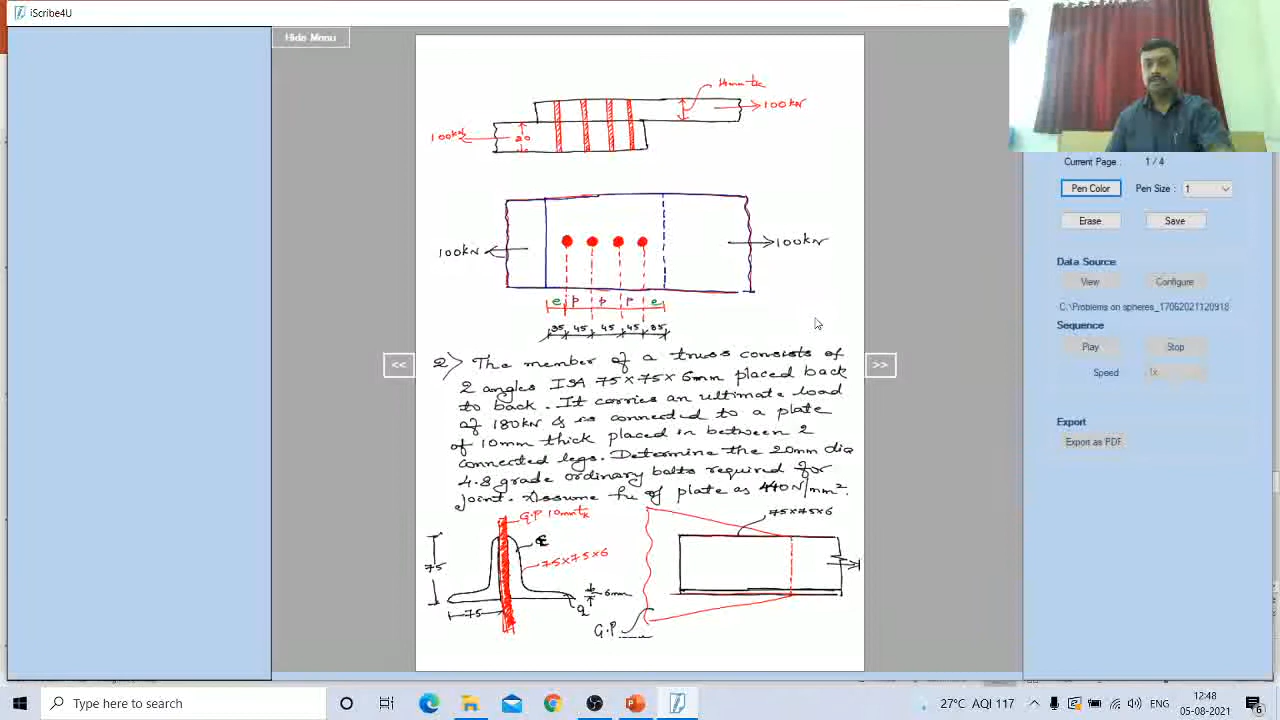 iScribe4U
Hide Menu
100kN
100kN
20
100kN
100kN
e p p p e
35 45 45 45 35
<<
>>
2) The member of a truss consists of
2 angles ISA 75×75×6mm placed back
to back. It carries an ultimate load
of 180kN & is connected to a plate
of 10mm thick placed in between 2
connected legs. Determine the 20mm dia
4.8 grade ordinary bolts required for
joint. Assume fu of plate as 440N/mm².
G.P 10mm tk
75×75×6
75×75×6
75
6mm
75
G.P
Current Page : 1 / 4
Pen Color
Pen Size :
1
Erase
Save
Data Source:
View
Configure
C:\Problems on spheres_17062021120918
Sequence
Play
Stop
Speed
1x
Export
Export as PDF
Type here to search
27°C AQI 117
ENG
12:48
05-08-2021
6